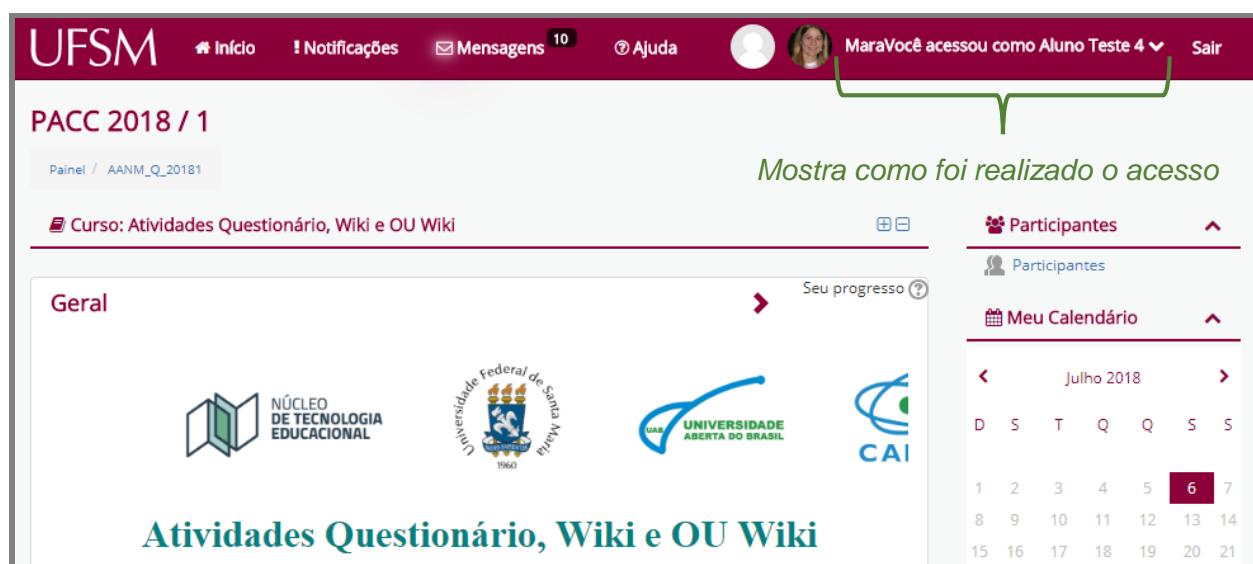 UFSM Início Notificações Mensagens 10 Ajuda MaraVocê acessou como Aluno Teste 4 Sair
PACC 2018 / 1
Painel / AANM_Q_20181
Mostra como foi realizado o acesso
Curso: Atividades Questionário, Wiki e OU Wiki
Participantes
Participantes
Seu progresso
Geral
Meu Calendário
Julho 2018
NÚCLEO
DE TECNOLOGIA
EDUCACIONAL
Universidade Federal de Santa Maria
1960
UAB UNIVERSIDADE
ABERTA DO BRASIL
D S T Q Q S S
1 2 3 4 5 6 7
8 9 10 11 12 13 14
15 16 17 18 19 20 21
Atividades Questionário, Wiki e OU Wiki